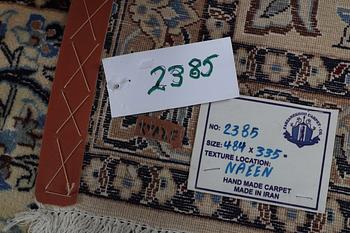 2385
NO: 2385
SIZE: 484 x 335=
TEXTURE LOCATION:
NAEEN
HAND MADE CARPET
MADE IN IRAN